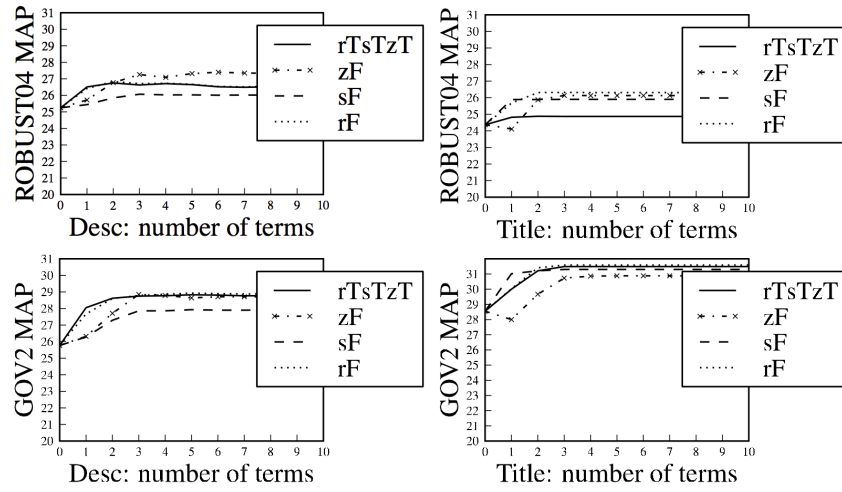 ROBUST04 MAP
31
30
29
28
27
26
25
24
23
22
21
20
0 1 2 3 4 5 6 7 8 9 10
Desc: number of terms
rTsTzT
zF
sF
rF
ROBUST04 MAP
31
30
29
28
27
26
25
24
23
22
21
20
0 1 2 3 4 5 6 7 8 9 10
Title: number of terms
rTsTzT
zF
sF
rF
GOV2 MAP
31
30
29
28
27
26
25
24
23
22
21
20
0 1 2 3 4 5 6 7 8 9 10
Desc: number of terms
rTsTzT
zF
sF
rF
GOV2 MAP
31
30
29
28
27
26
25
24
23
22
21
20
0 1 2 3 4 5 6 7 8 9 10
Title: number of terms
rTsTzT
zF
sF
rF